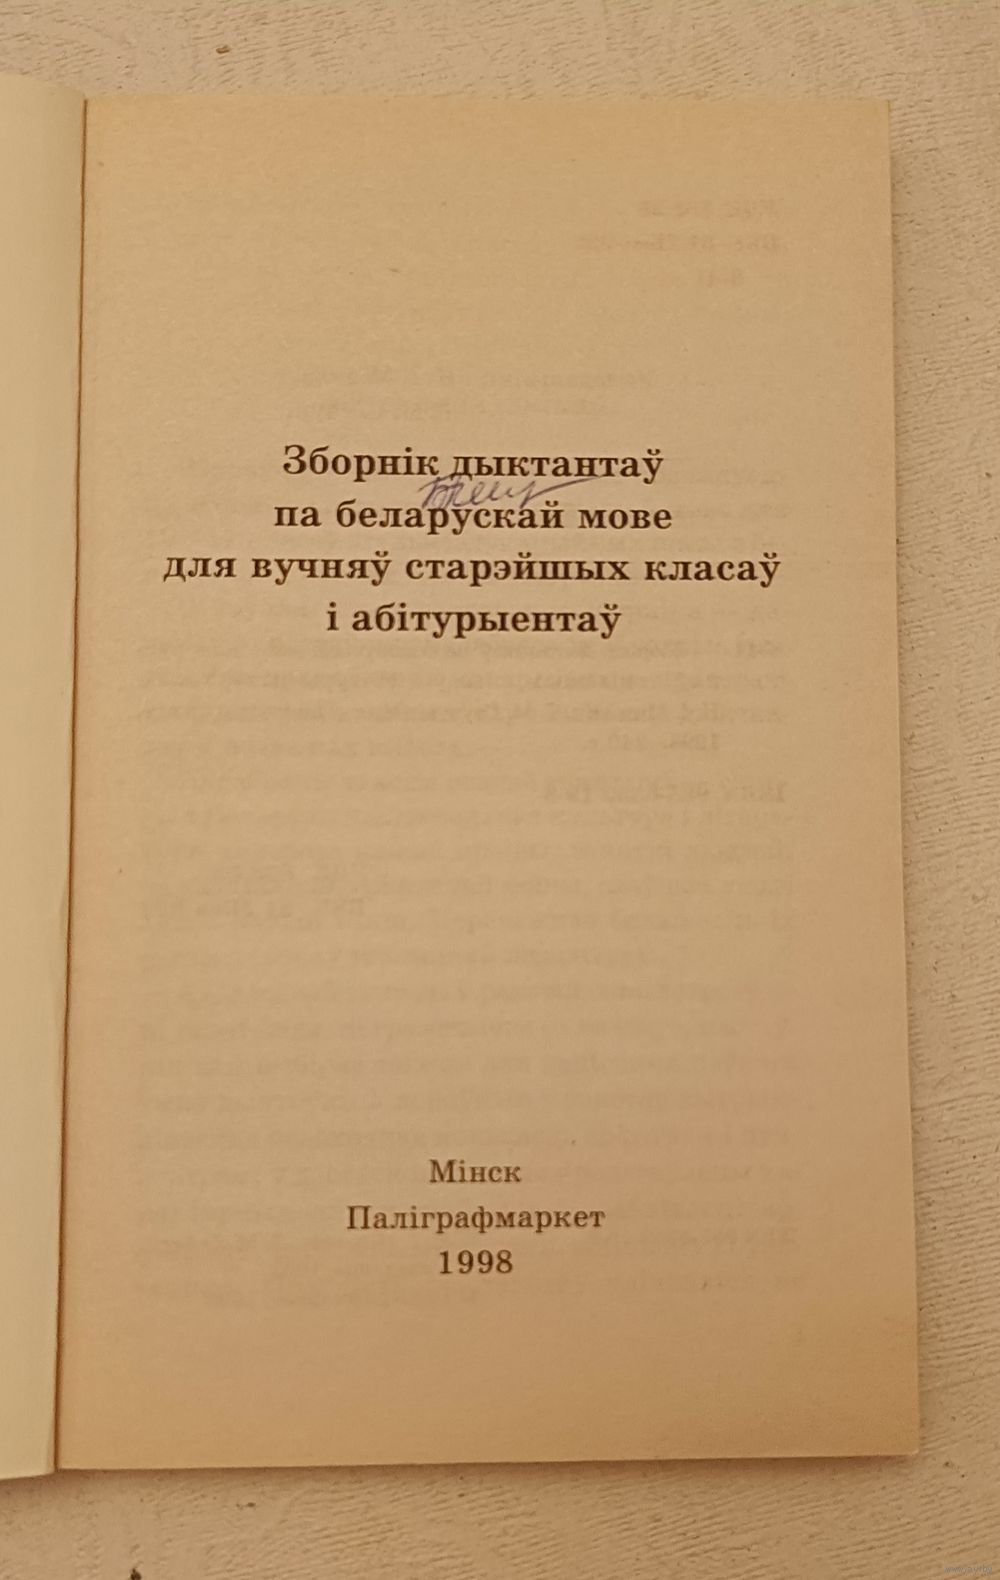 Зборнік дыктантаў
па беларускай мове
для вучняў старэйшых класаў
і абітурыентаў
Мінск
Паліграфмаркет
1998